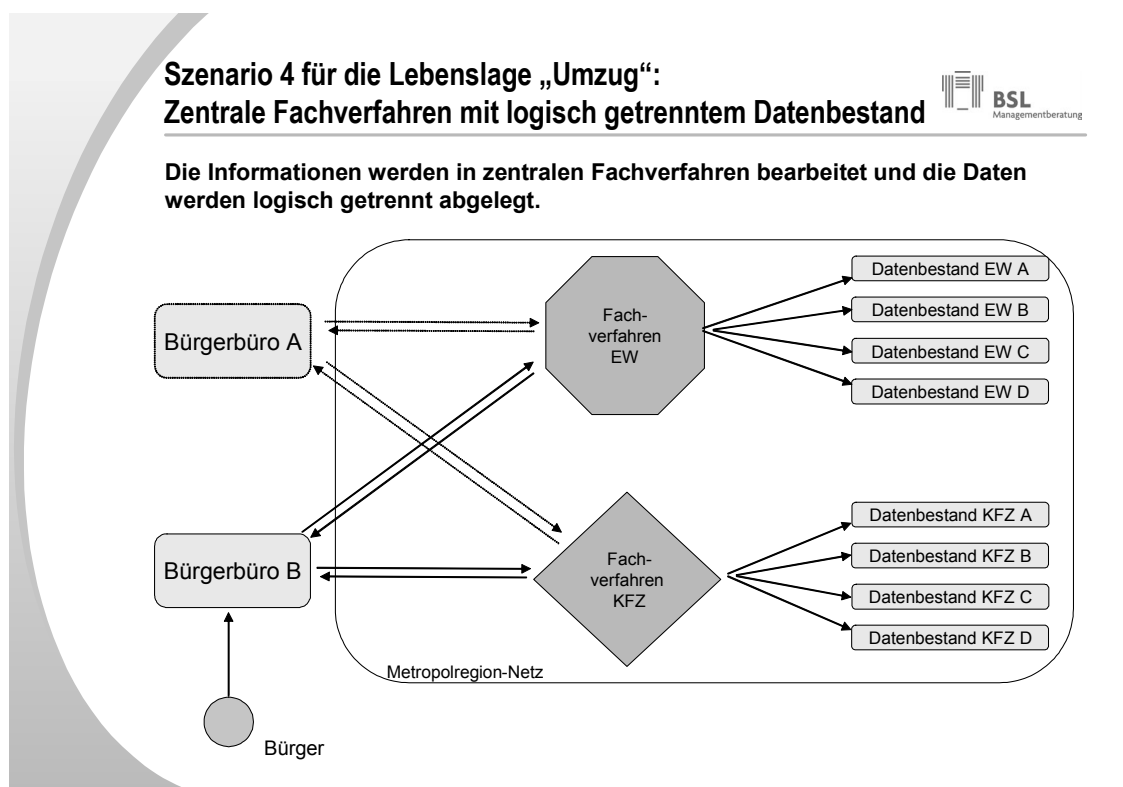 Szenario 4 für die Lebenslage „Umzug“:
Zentrale Fachverfahren mit logisch getrenntem Datenbestand
BSL
Managementberatung
Die Informationen werden in zentralen Fachverfahren bearbeitet und die Daten
werden logisch getrennt abgelegt.
Bürgerbüro A
Fach-
verfahren
EW
Datenbestand EW A
Datenbestand EW B
Datenbestand EW C
Datenbestand EW D
Bürgerbüro B
Fach-
verfahren
KFZ
Datenbestand KFZ A
Datenbestand KFZ B
Datenbestand KFZ C
Datenbestand KFZ D
Metropolregion-Netz
Bürger